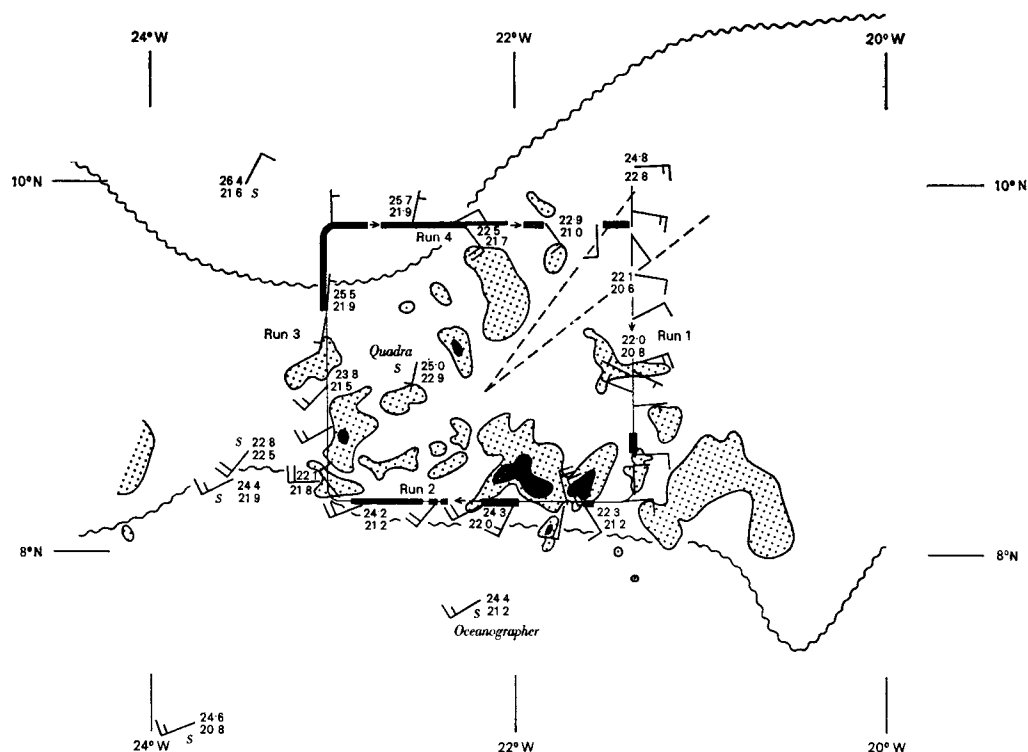 24°W
22°W
20°W
10°N
10°N
26·4
21·6 S
25·7
21·9
24·8
22·8
Run 4
22·5
21·7
22·9
21·0
22·1
20·6
25·5
21·9
Run 3
22·0
20·8
Run 1
Quadra
S
25·0
22·9
23·8
21·5
S 22·8
22·5
24·4
S 21·9
22·1
21·8
Run 2
24·2
21·2
24·3
22·0
22·3
21·2
8°N
8°N
24·4
S 21·2
Oceanographer
24·6
S 20·8
24°W
22°W
20°W